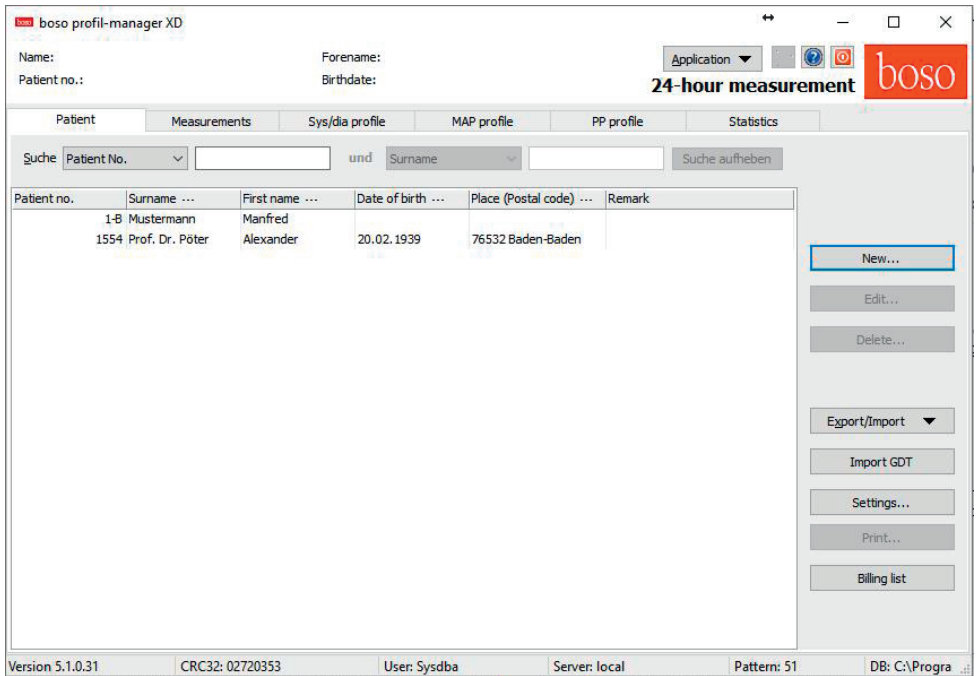 boso boso profil-manager XD
Name: Forename: Application
Patient no.: Birthdate: 24-hour measurement boso
Patient Measurements Sys/dia profile MAP profile PP profile Statistics
Suche Patient No. und Surname Suche aufheben
Patient no. Surname ... First name ... Date of birth ... Place (Postal code) ... Remark
1-B Mustermann Manfred
1554 Prof. Dr. Pöter Alexander 20.02.1939 76532 Baden-Baden
New...
Edit...
Delete...
Export/Import
Import GDT
Settings...
Print...
Billing list
Version 5.1.0.31 CRC32: 02720353 User: Sysdba Server: local Pattern: 51 DB: C:\Progra